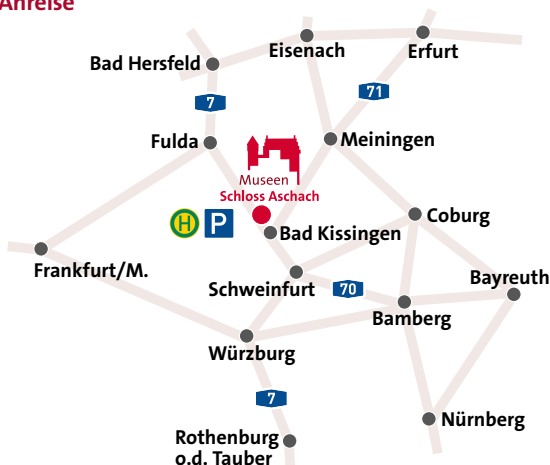 Anreise
Eisenach
Erfurt
Bad Hersfeld
71
7
Fulda
Meiningen
Museen
Schloss Aschach
H
P
Coburg
Bad Kissingen
Frankfurt/M.
Schweinfurt
70
Bayreuth
Bamberg
Würzburg
7
Nürnberg
Rothenburg
o.d. Tauber